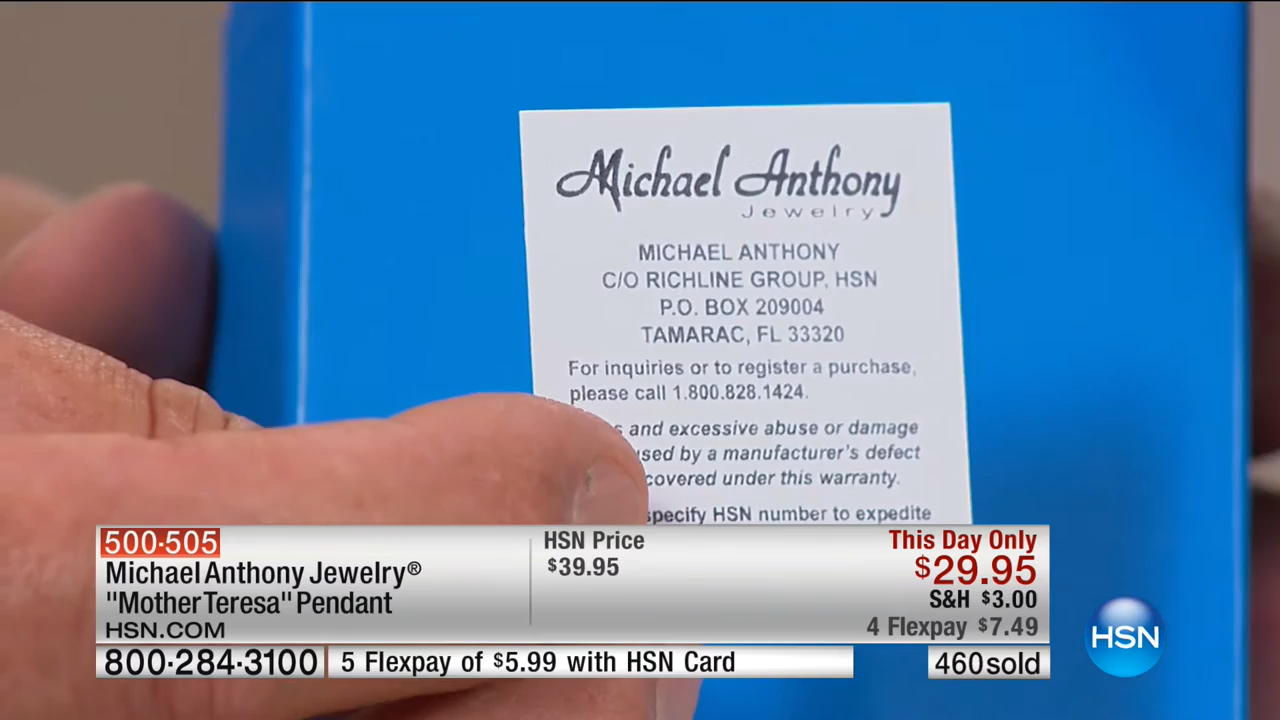 Michael Anthony
Jewelry
MICHAEL ANTHONY
C/O RICHLINE GROUP, HSN
P.O. BOX 209004
TAMARAC, FL 33320
For inquiries or to register a purchase,
please call 1.800.828.1424.
and excessive abuse or damage
by a manufacturer's defect
covered under this warranty.
specify HSN number to expedite
500-505
Michael Anthony Jewelry®
"Mother Teresa" Pendant
HSN.COM
HSN Price
$39.95
This Day Only
$29.95
S&H $3.00
4 Flexpay $7.49
800·284·3100
5 Flexpay of $5.99 with HSN Card
460 sold
HSN